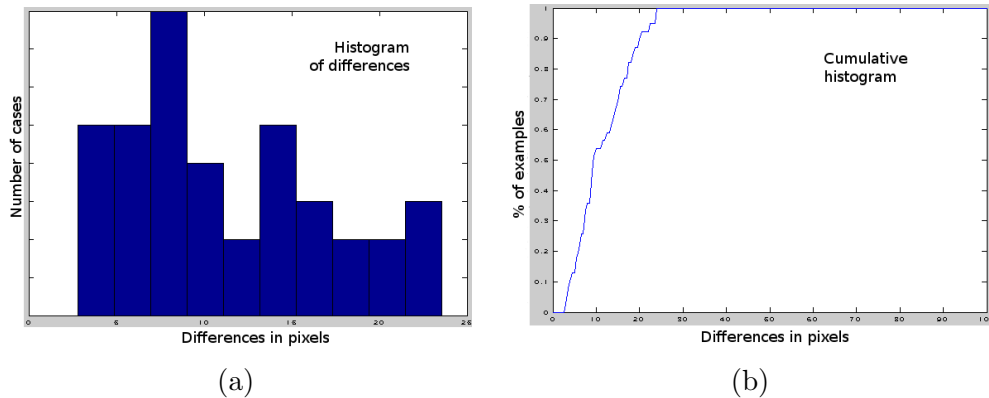 Histogram
of differences
Number of cases
0 5 10 15 20 25
Differences in pixels
(a)
Cumulative
histogram
% of examples
1
0.9
0.8
0.7
0.6
0.5
0.4
0.3
0.2
0.1
0
0 10 20 30 40 50 60 70 80 90 100
Differences in pixels
(b)